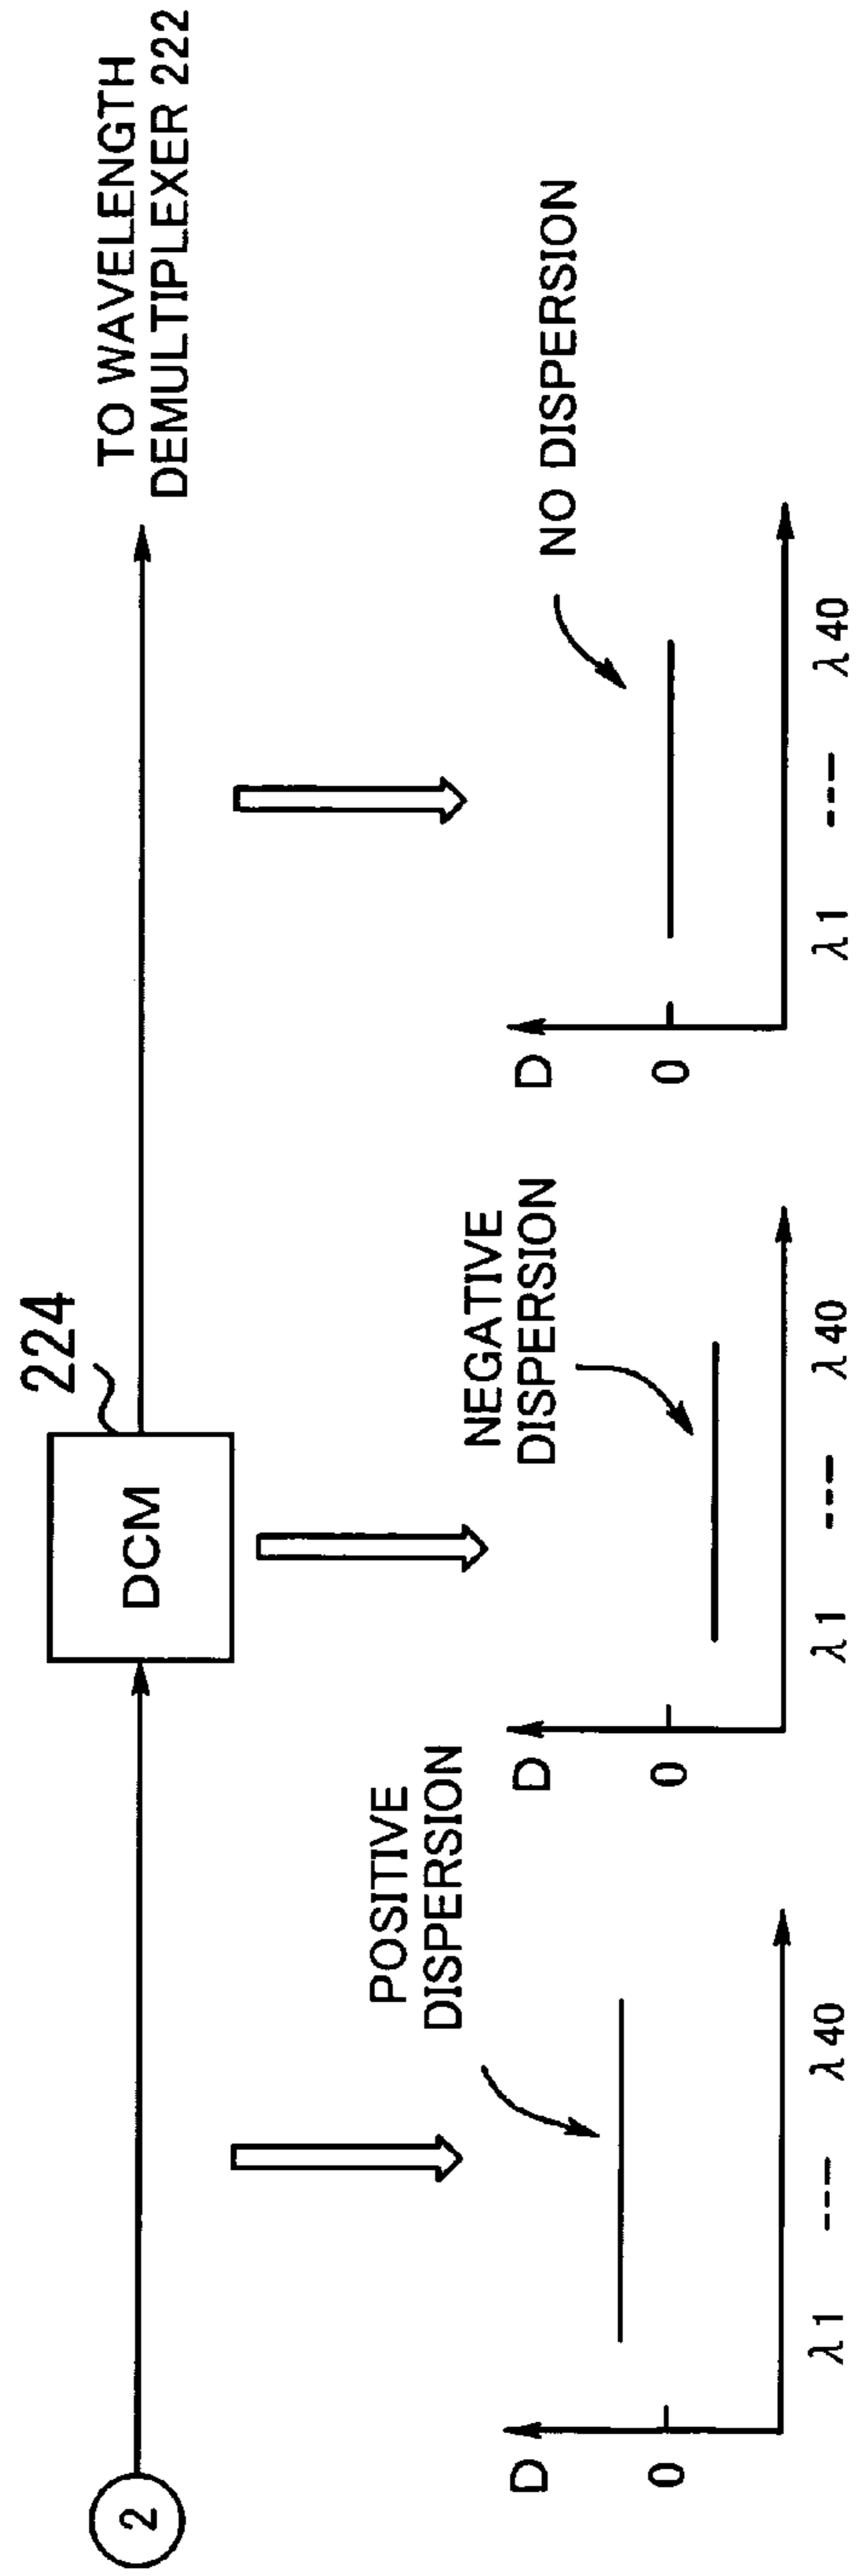 2
DCM
224
TO WAVELENGTH
DEMULTIPLEXER 222
POSITIVE
DISPERSION
D
0
λ1 --- λ40
NEGATIVE
DISPERSION
D
0
λ1 --- λ40
NO DISPERSION
D
0
λ1 --- λ40